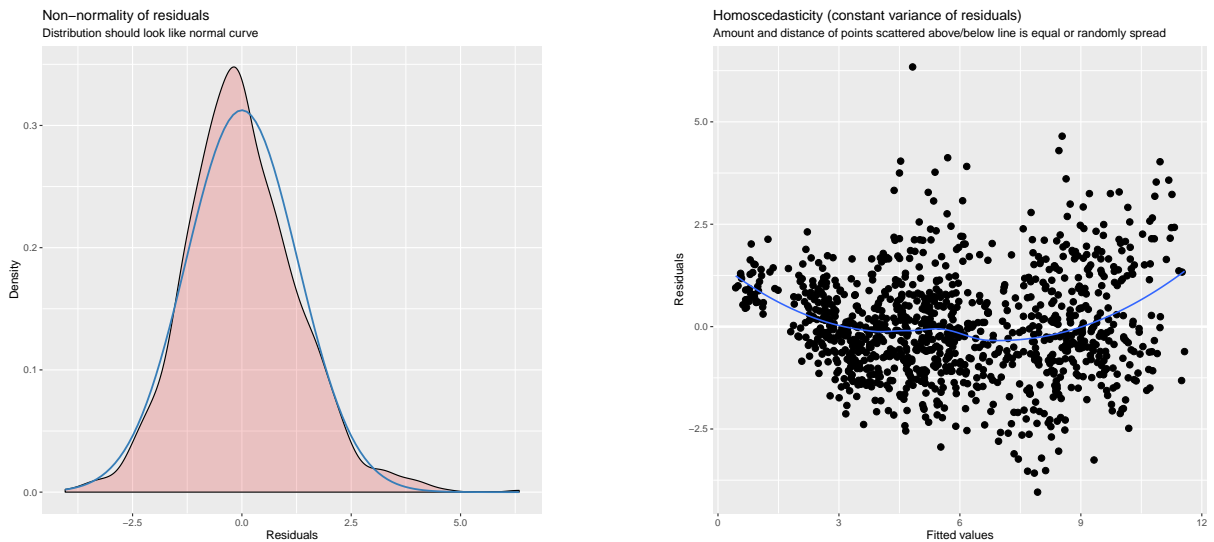 Non−normality of residuals
Distribution should look like normal curve
Density
0.3
0.2
0.1
0.0
−2.5
0.0
2.5
5.0
Residuals
Homoscedasticity (constant variance of residuals)
Amount and distance of points scattered above/below line is equal or randomly spread
Residuals
5.0
2.5
0.0
−2.5
0
3
6
9
12
Fitted values